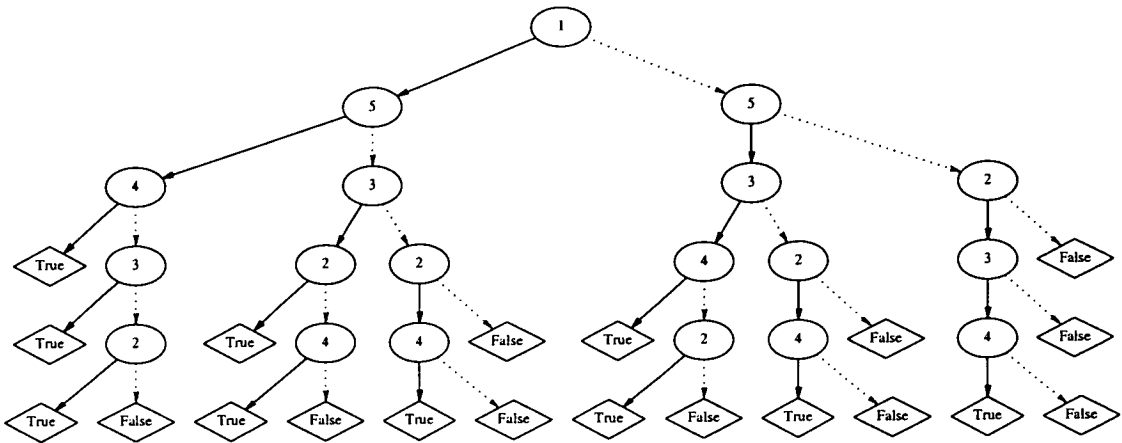 1
5 5
4 3 3 2
True 3 2 2 4 2 3 False
True 2 True 4 4 False True 2 4 False 4 False
True False True False True False True False True False True False